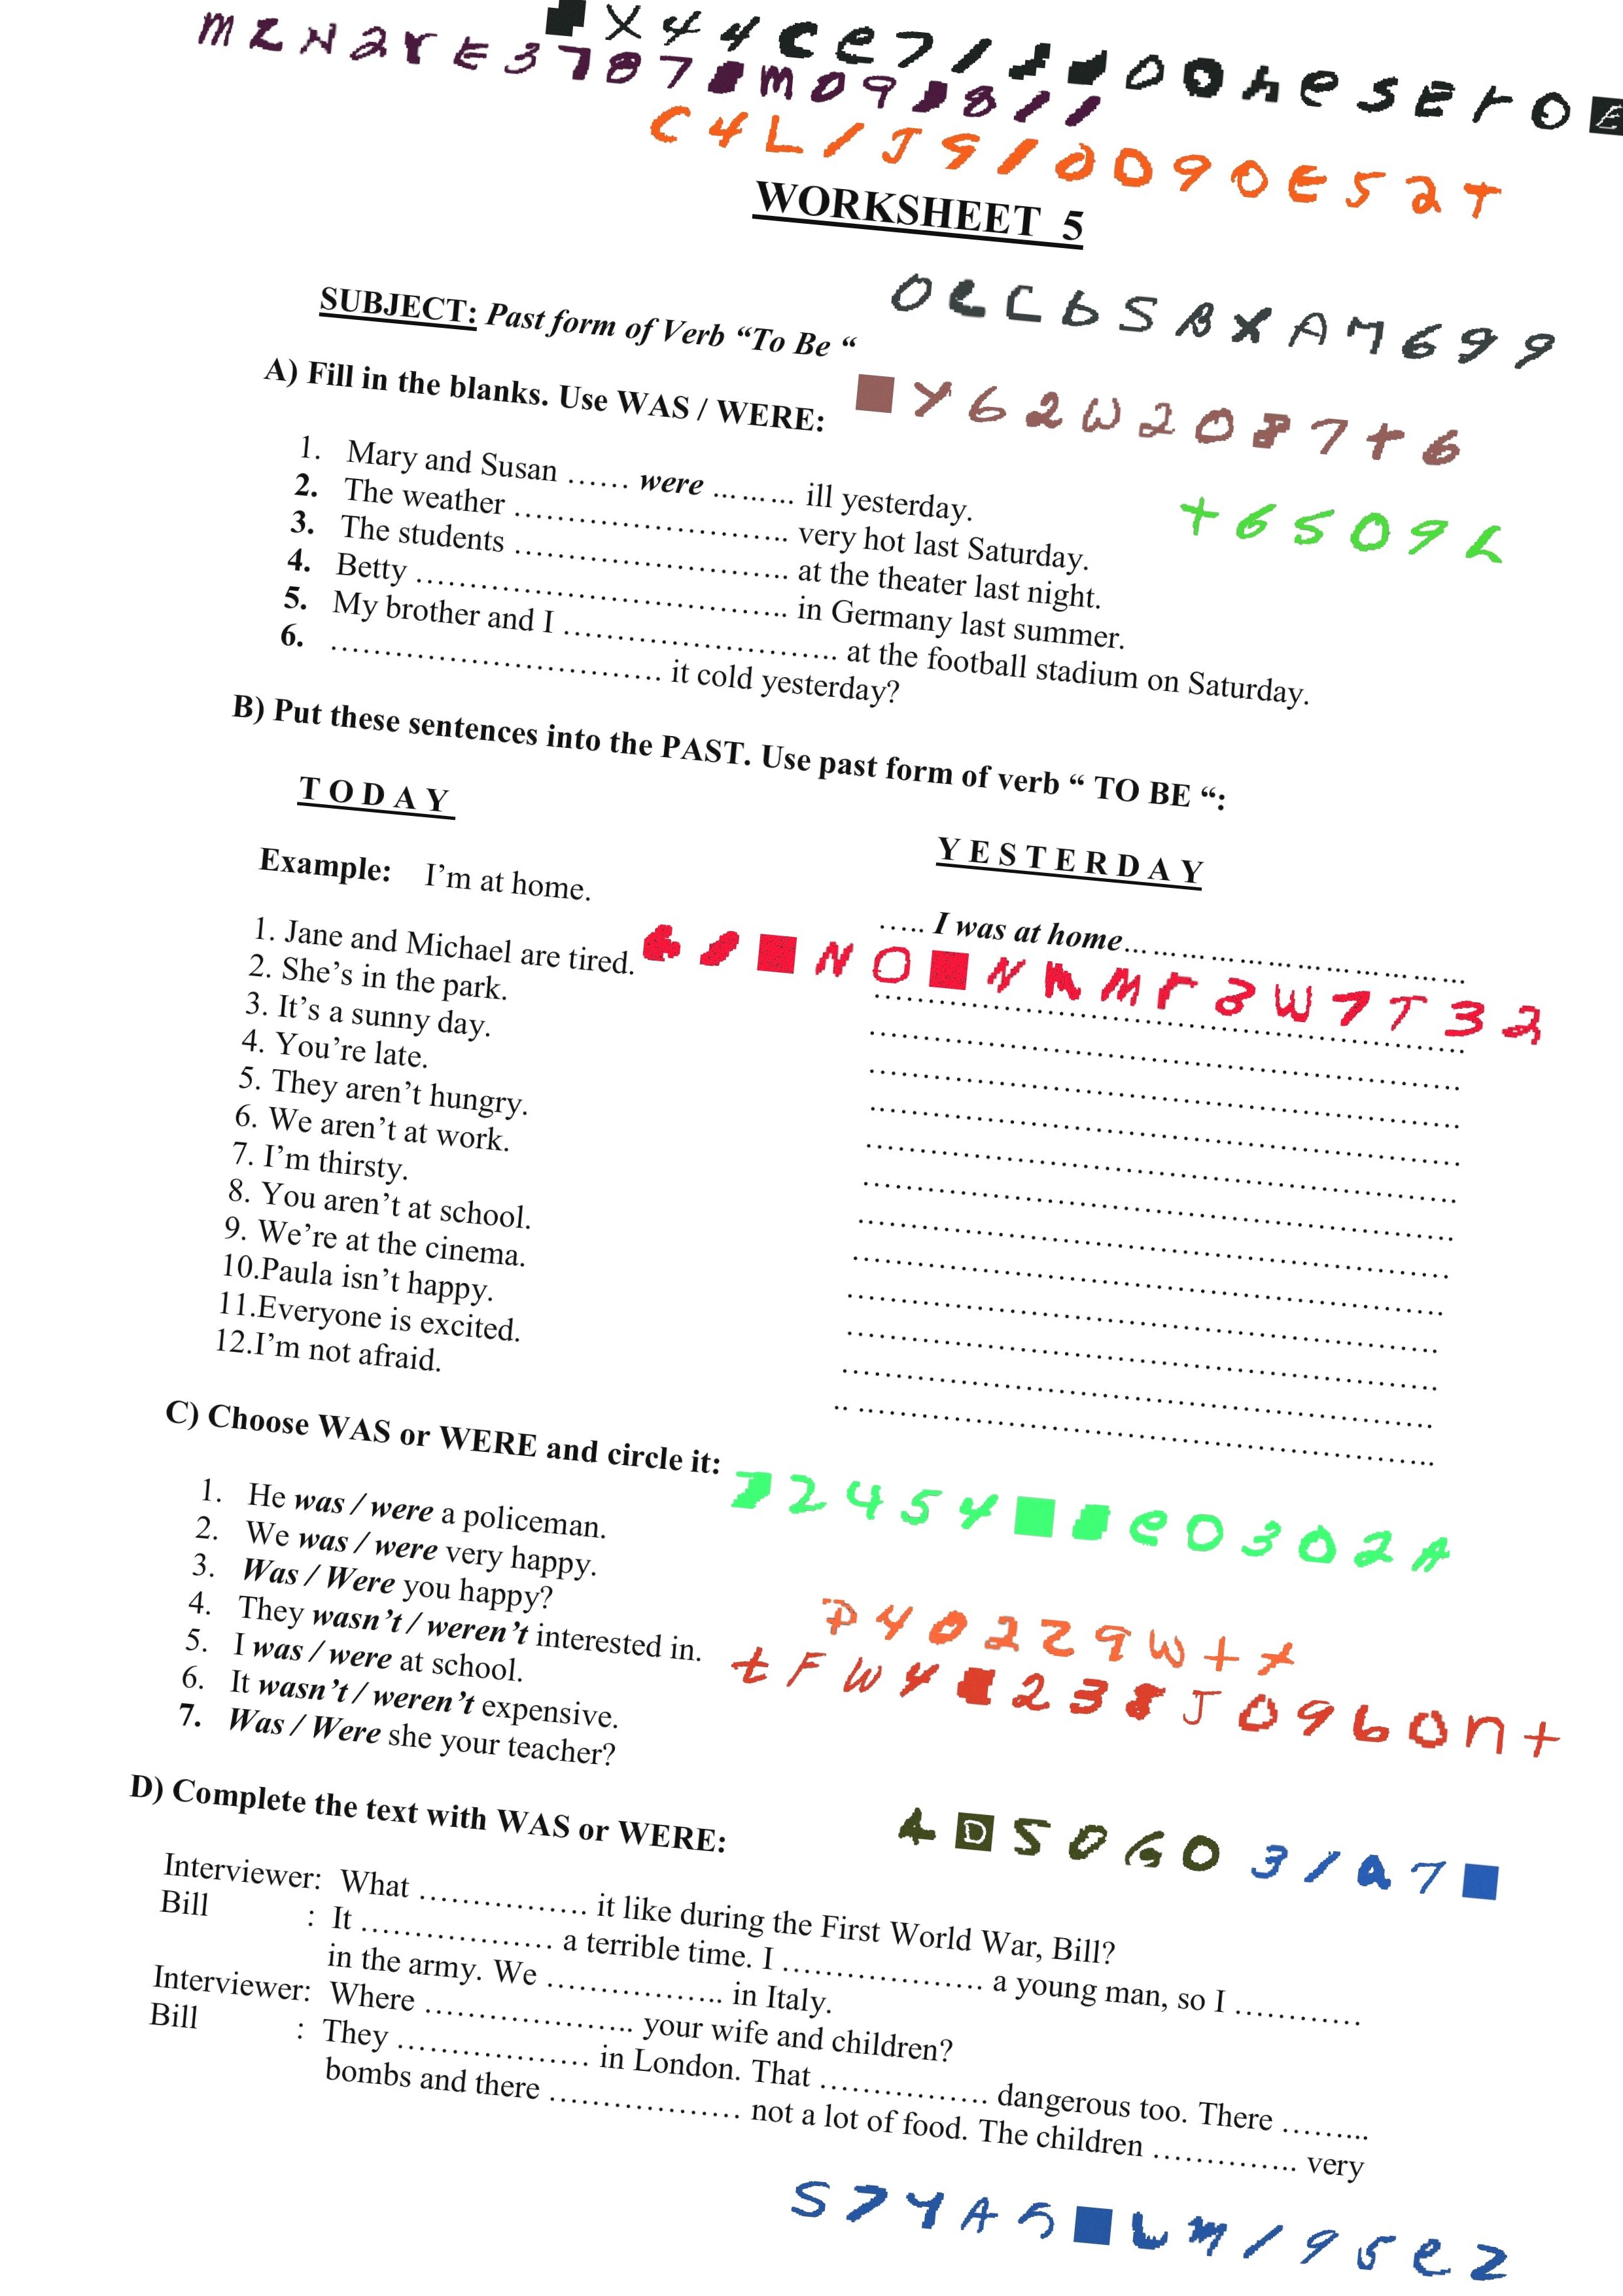 WORKSHEET 5
SUBJECT: Past form of Verb “To Be “
A) Fill in the blanks. Use WAS / WERE:
1. Mary and Susan …… were ……... ill yesterday.
2. The weather ………………………….. very hot last Saturday.
3. The students ………………………….. at the theater last night.
4. Betty …………………………………….. in Germany last summer.
5. My brother and I ………………………….. at the football stadium on Saturday.
6. ………………………………. it cold yesterday?
+6509L
B) Put these sentences into the PAST. Use past form of verb “ TO BE “:
T O D A Y
Y E S T E R D A Y
Example: I’m at home.
….. I was at home……………………………………
1. Jane and Michael are tired.
2. She’s in the park.
3. It’s a sunny day.
4. You’re late.
5. They aren’t hungry.
6. We aren’t at work.
7. I’m thirsty.
8. You aren’t at school.
9. We’re at the cinema.
10.Paula isn’t happy.
11.Everyone is excited.
12.I’m not afraid.
C) Choose WAS or WERE and circle it:
1. He was / were a policeman.
2. We was / were very happy.
3. Was / Were you happy?
4. They wasn’t / weren’t interested in.
5. I was / were at school.
6. It wasn’t / weren’t expensive.
7. Was / Were she your teacher?
D) Complete the text with WAS or WERE:
Interviewer: What …………….. it like during the First World War, Bill?
Bill : It ……………….. a terrible time. I ………………… a young man, so I …………
in the army. We …………….. in Italy.
Interviewer: Where ………………….. your wife and children?
Bill : They ……………….. in London. That …………….. dangerous too. There ……...
bombs and there ……………….. not a lot of food. The children ………….. very